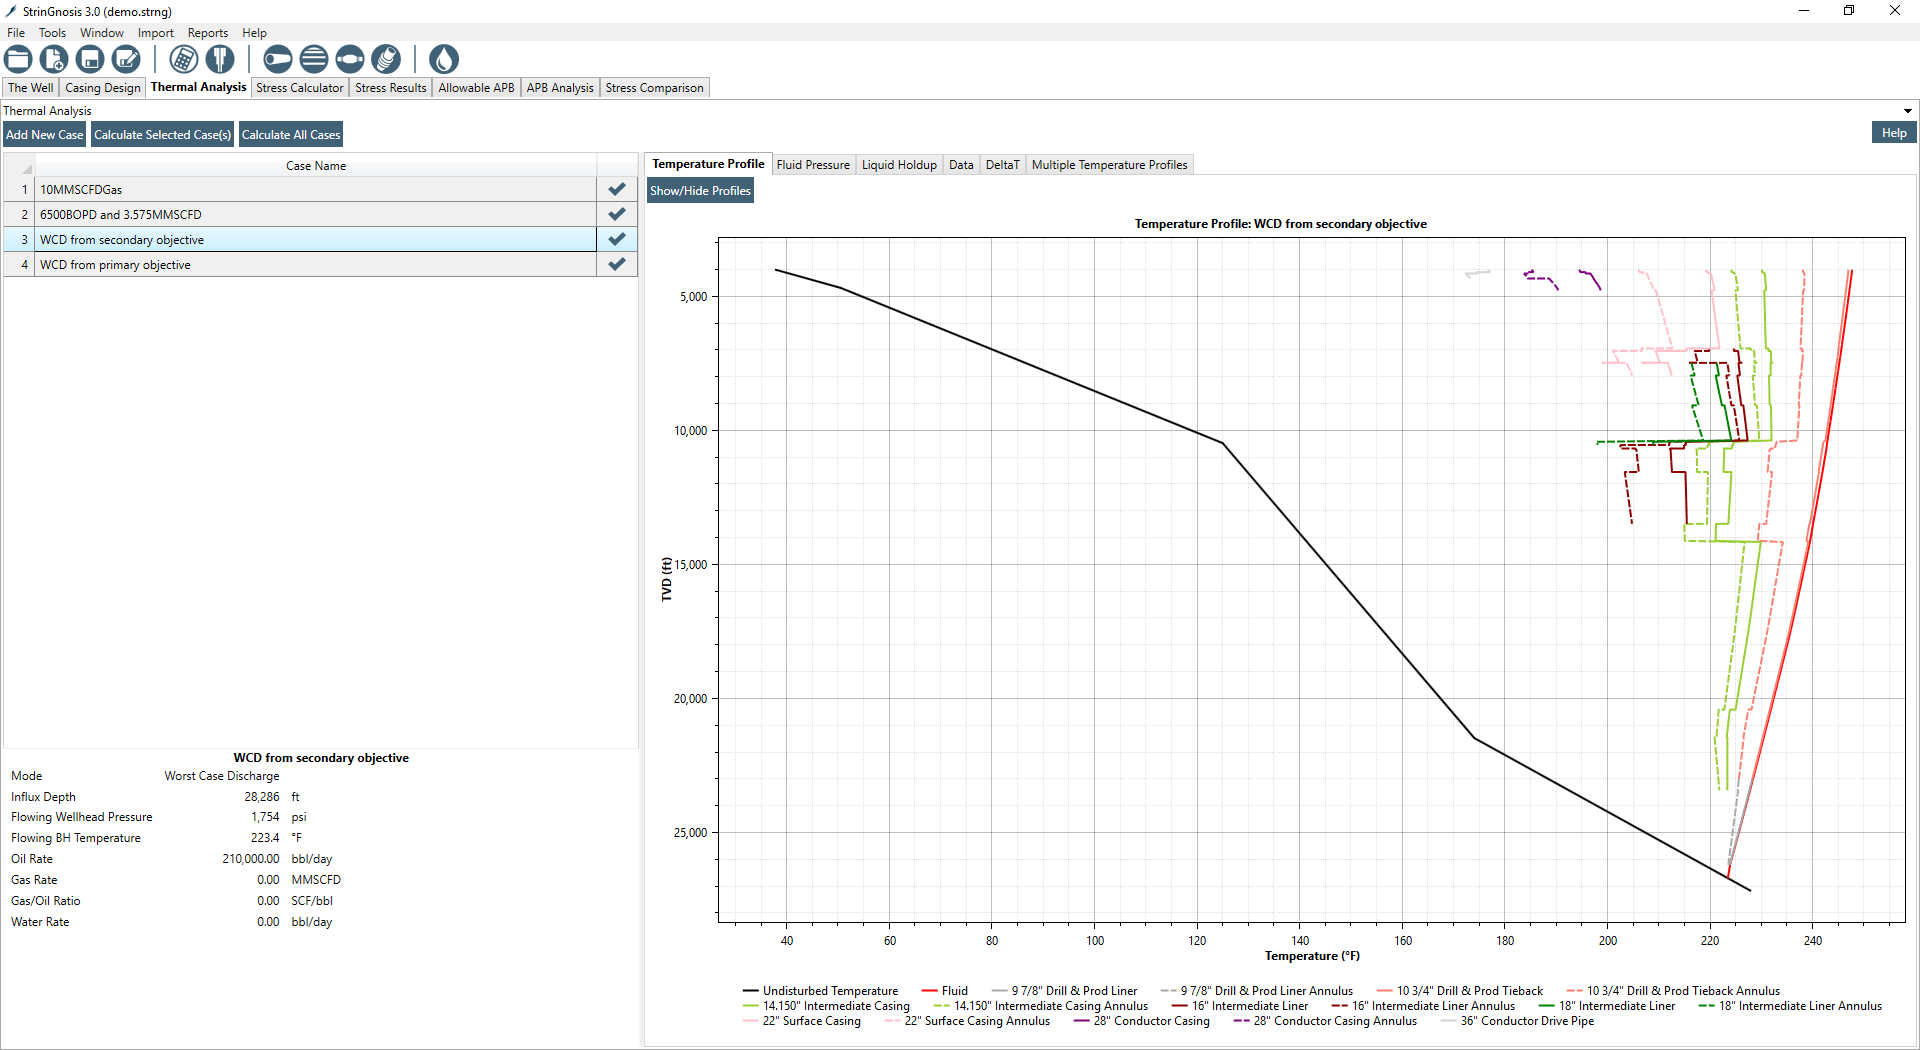 StrinGnosis 3.0 (demo.strng)
File Tools Window Import Reports Help
The Well Casing Design Thermal Analysis Stress Calculator Stress Results Allowable APB APB Analysis Stress Comparison
Thermal Analysis
Add New Case Calculate Selected Case(s) Calculate All Cases Help
Case Name
1 10MMSCFDGas
2 6500BOPD and 3.575MMSCFD
3 WCD from secondary objective
4 WCD from primary objective
WCD from secondary objective
Mode Worst Case Discharge
Influx Depth 28,286 ft
Flowing Wellhead Pressure 1,754 psi
Flowing BH Temperature 223.4 °F
Oil Rate 210,000.00 bbl/day
Gas Rate 0.00 MMSCFD
Gas/Oil Ratio 0.00 SCF/bbl
Water Rate 0.00 bbl/day
Temperature Profile Fluid Pressure Liquid Holdup Data DeltaT Multiple Temperature Profiles
Show/Hide Profiles
Temperature Profile: WCD from secondary objective
TVD (ft)
5,000
10,000
15,000
20,000
25,000
40 60 80 100 120 140 160 180 200 220 240
Temperature (°F)
Undisturbed Temperature Fluid 9 7/8" Drill & Prod Liner 9 7/8" Drill & Prod Liner Annulus 10 3/4" Drill & Prod Tieback 10 3/4" Drill & Prod Tieback Annulus
14.150" Intermediate Casing 14.150" Intermediate Casing Annulus 16" Intermediate Liner 16" Intermediate Liner Annulus 18" Intermediate Liner 18" Intermediate Liner Annulus
22" Surface Casing 22" Surface Casing Annulus 28" Conductor Casing 28" Conductor Casing Annulus 36" Conductor Drive Pipe